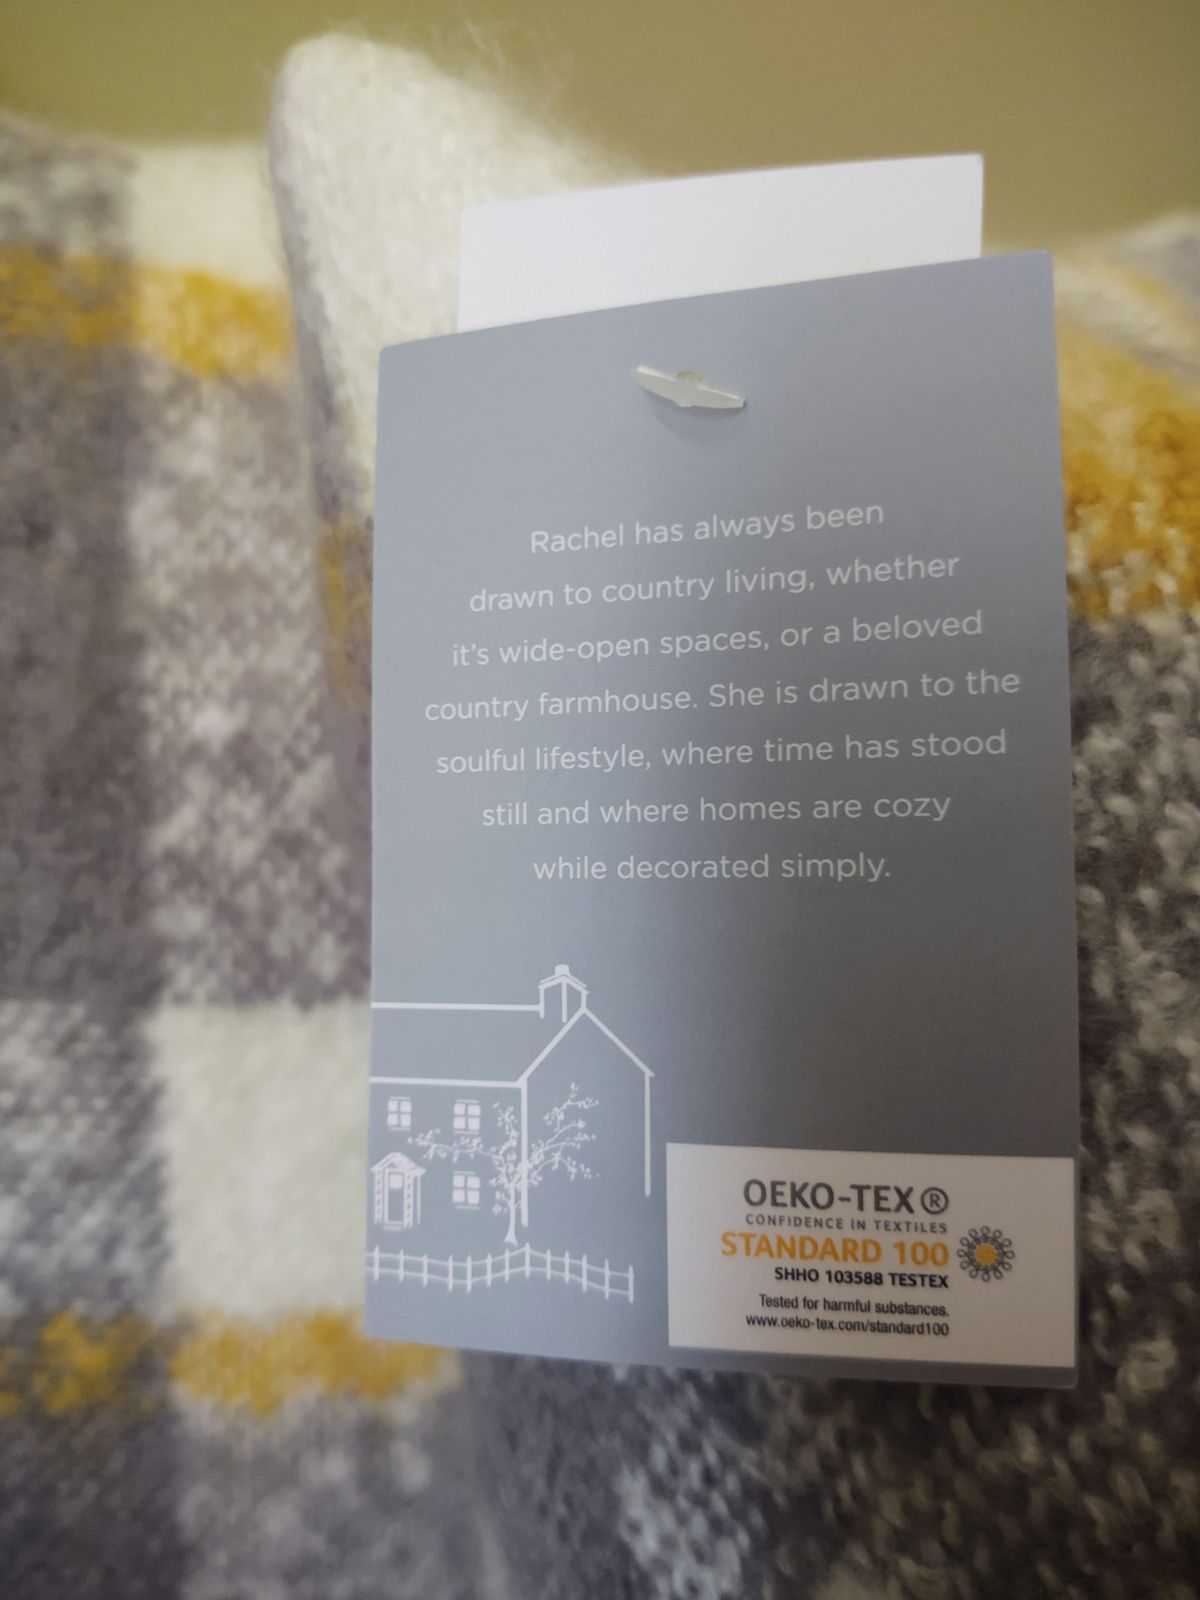 Rachel has always been
drawn to country living, whether
it's wide-open spaces, or a beloved
country farmhouse. She is drawn to the
soulful lifestyle, where time has stood
still and where homes are cozy
while decorated simply.
OEKO-TEX®
CONFIDENCE IN TEXTILES
STANDARD 100
SHHO 103588 TESTEX
Tested for harmful substances.
www.oeko-tex.com/standard100